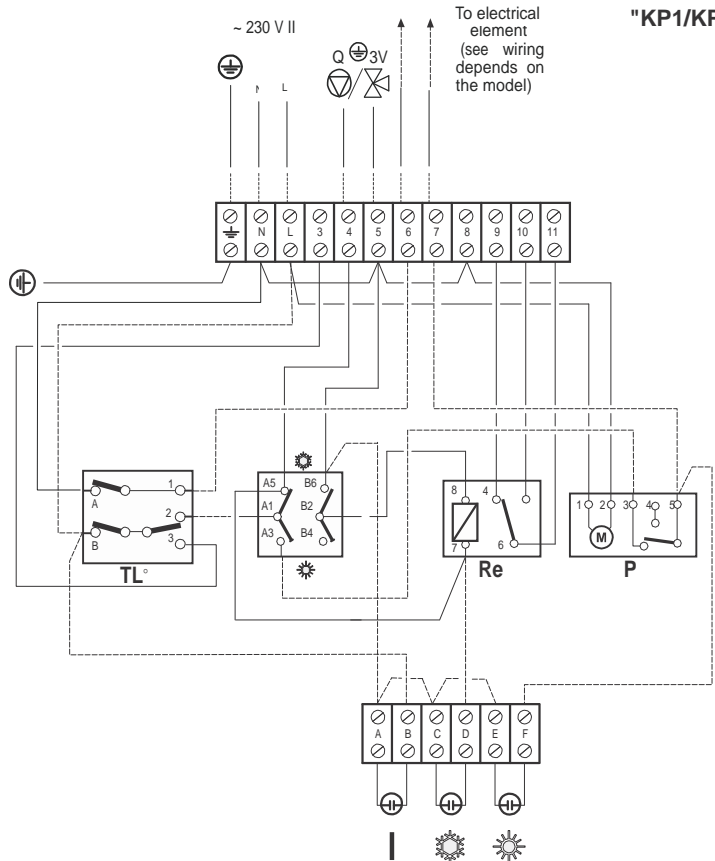 ~ 230 V II
To electrical
element
(see wiring
depends on
the model)
"KP1/KP
L
Q 3V
N L 3 4 5 6 7 8 9 10 11
A 1
2
B 3
TL°
A5 B6
A1 B2
A3 B4
8 4
7 6
Re
1 2 3 4 5
M
P
A B C D E F
I